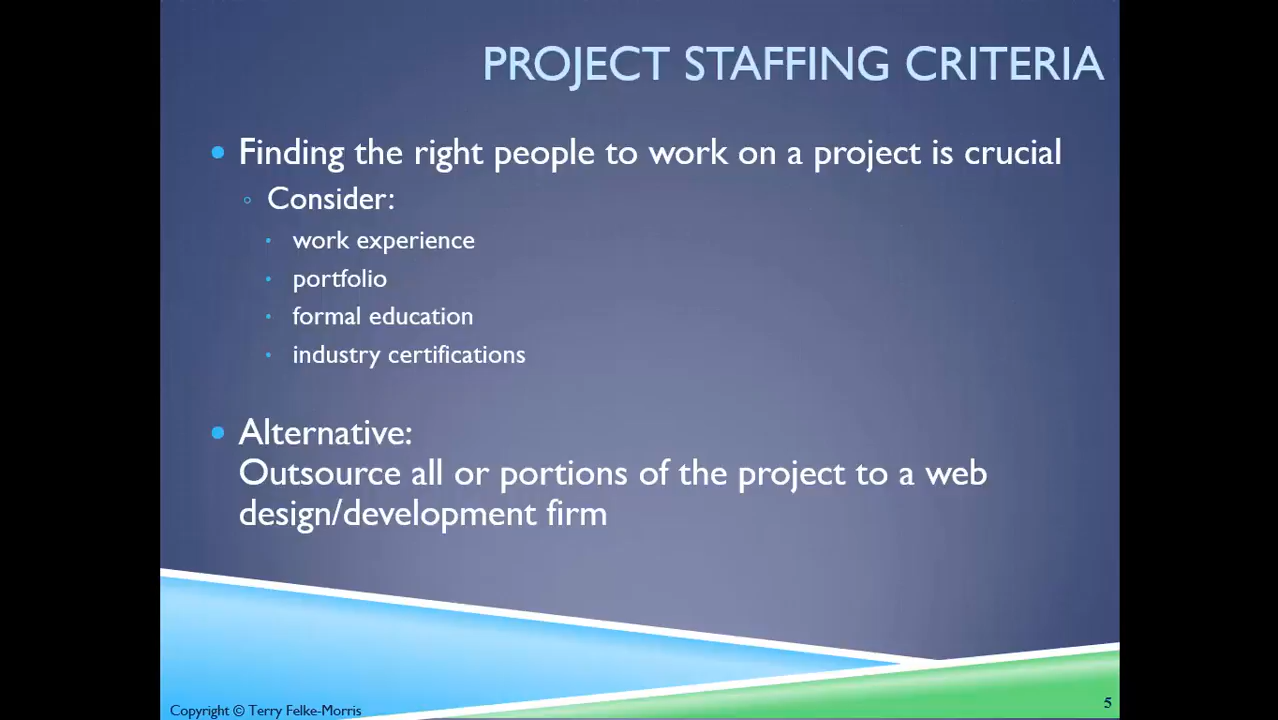 PROJECT STAFFING CRITERIA
Finding the right people to work on a project is crucial
Consider:
work experience
portfolio
formal education
industry certifications
Alternative:
Outsource all or portions of the project to a web
design/development firm
Copyright © Terry Felke-Morris
5